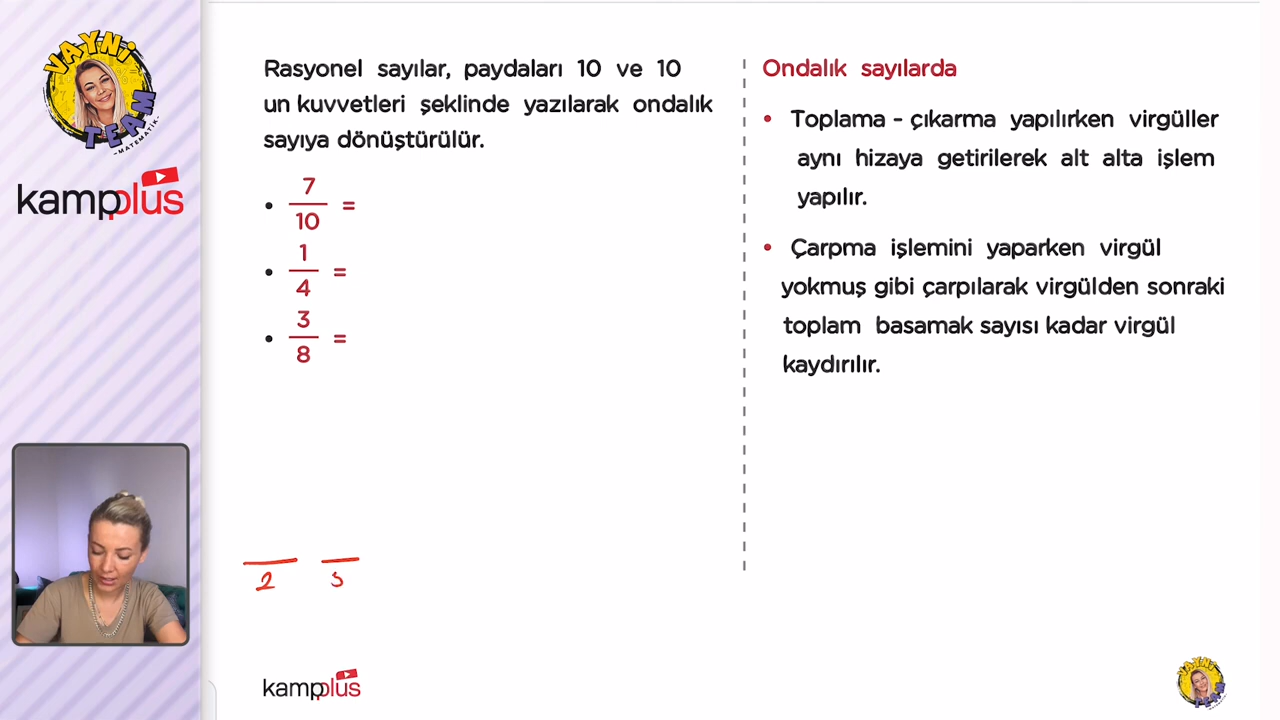 VAYNİ
TEAM
-MATEMATİK-
kampplus
Rasyonel sayılar, paydaları 10 ve 10
un kuvvetleri şeklinde yazılarak ondalık
sayıya dönüştürülür.
• 7/10 =
• 1/4 =
• 3/8 =
2 5
Ondalık sayılarda
• Toplama - çıkarma yapılırken virgüller
aynı hizaya getirilerek alt alta işlem
yapılır.
• Çarpma işlemini yaparken virgül
yokmuş gibi çarpılarak virgülden sonraki
toplam basamak sayısı kadar virgül
kaydırılır.
kampplus
VAYNİ
TEAM